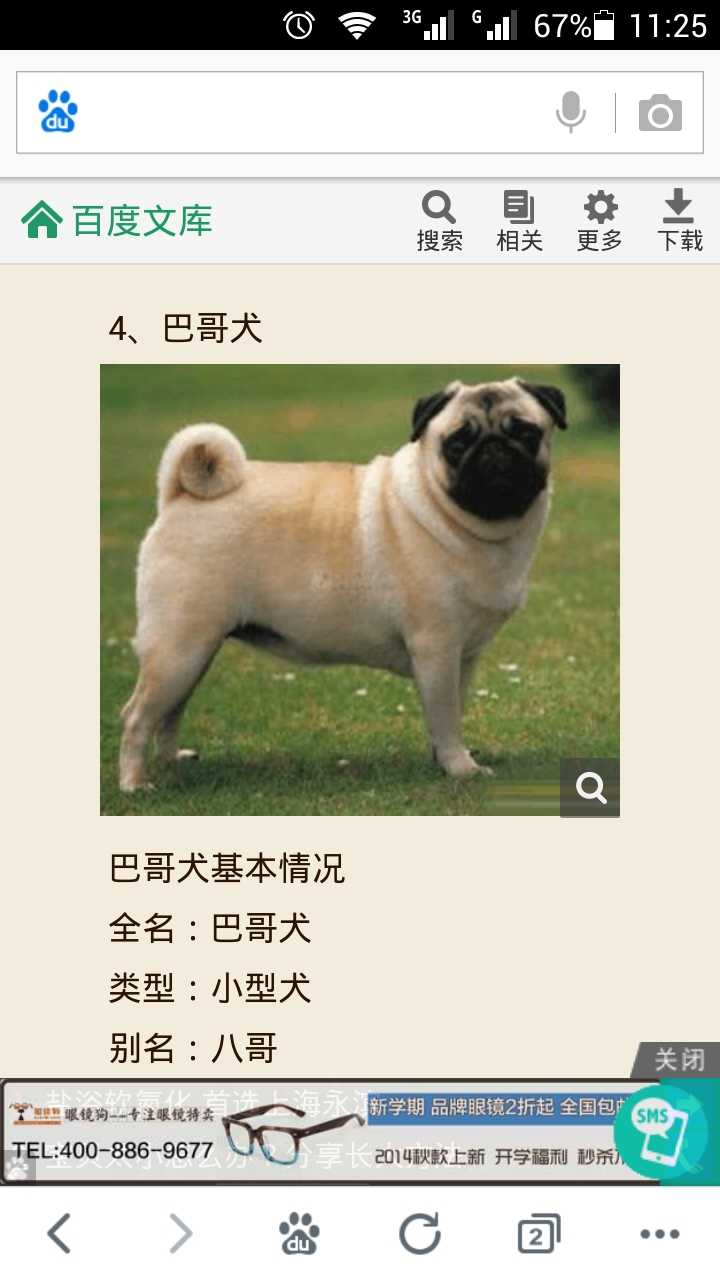 3G G 67% 11:25
du
百度文库
搜索 相关 更多 下载
4、巴哥犬
巴哥犬基本情况
全名：巴哥犬
类型：小型犬
别名：八哥
关闭
眼镜狗---专注眼镜特卖
TEL:400-886-9677
新学期 品牌眼镜2折起 全国包
2014秋款上新 开学福利 秒杀
SMS
du
2